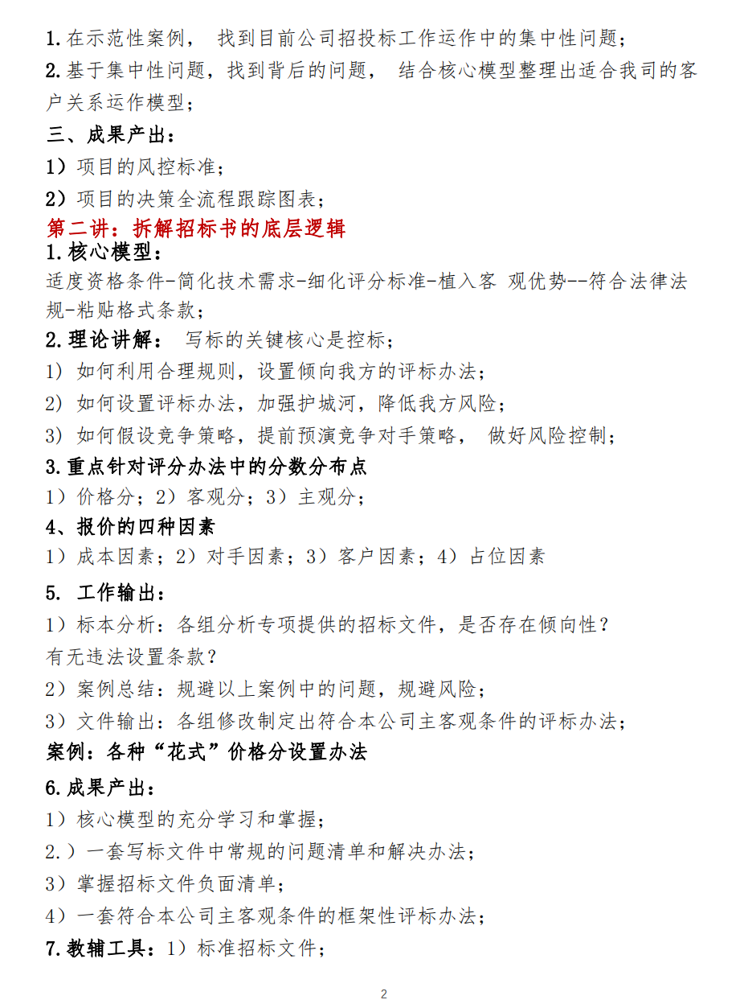 1.在示范性案例， 找到目前公司招投标工作运作中的集中性问题；
2.基于集中性问题，找到背后的问题， 结合核心模型整理出适合我司的客
户关系运作模型；
三、成果产出：
1）项目的风控标准；
2）项目的决策全流程跟踪图表；
第二讲：拆解招标书的底层逻辑
1.核心模型：
适度资格条件-简化技术需求-细化评分标准-植入客 观优势--符合法律法
规-粘贴格式条款；
2.理论讲解： 写标的关键核心是控标；
1) 如何利用合理规则，设置倾向我方的评标办法；
2) 如何设置评标办法，加强护城河，降低我方风险；
3) 如何假设竞争策略，提前预演竞争对手策略， 做好风险控制；
3.重点针对评分办法中的分数分布点
1）价格分；2）客观分；3）主观分；
4、报价的四种因素
1）成本因素；2）对手因素；3）客户因素；4）占位因素
5. 工作输出：
1）标本分析：各组分析专项提供的招标文件，是否存在倾向性？
有无违法设置条款？
2）案例总结：规避以上案例中的问题，规避风险；
3）文件输出：各组修改制定出符合本公司主客观条件的评标办法；
案例：各种“花式”价格分设置办法
6.成果产出：
1）核心模型的充分学习和掌握；
2.）一套写标文件中常规的问题清单和解决办法；
3）掌握招标文件负面清单；
4）一套符合本公司主客观条件的框架性评标办法；
7.教辅工具：1）标准招标文件；
2